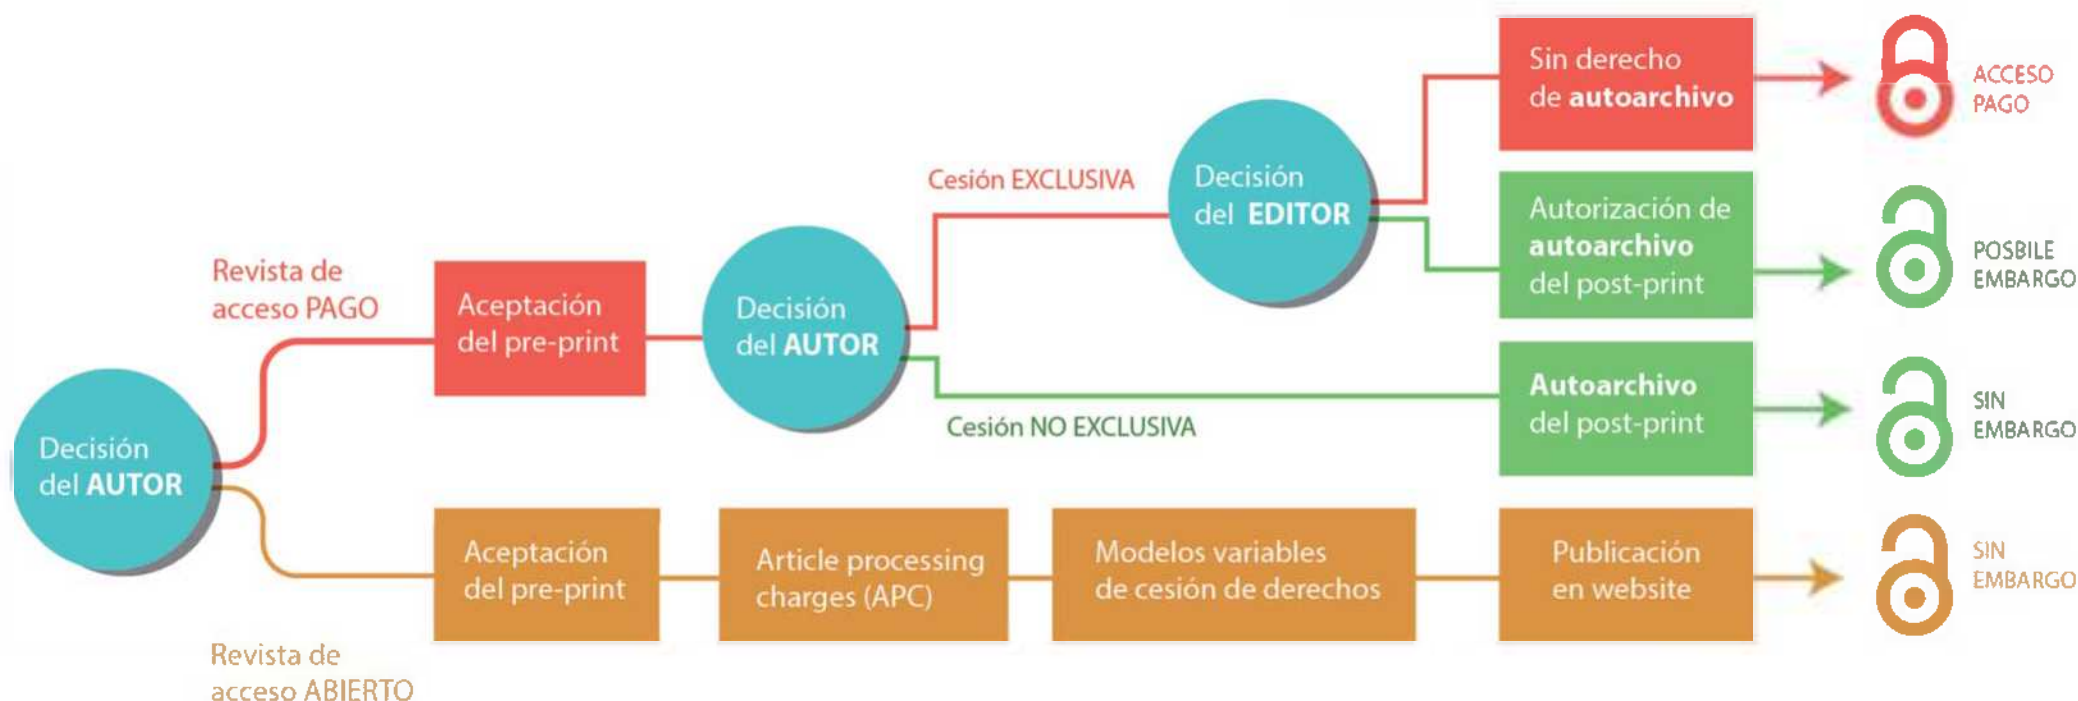 Decisión
del AUTOR
Revista de
acceso PAGO
Aceptación
del pre-print
Decisión
del AUTOR
Cesión EXCLUSIVA
Decisión
del EDITOR
Sin derecho
de autoarchivo
ACCESO
PAGO
Autorización de
autoarchivo
del post-print
POSBILE
EMBARGO
Cesión NO EXCLUSIVA
Autoarchivo
del post-print
SIN
EMBARGO
Revista de
acceso ABIERTO
Aceptación
del pre-print
Article processing
charges (APC)
Modelos variables
de cesión de derechos
Publicación
en website
SIN
EMBARGO